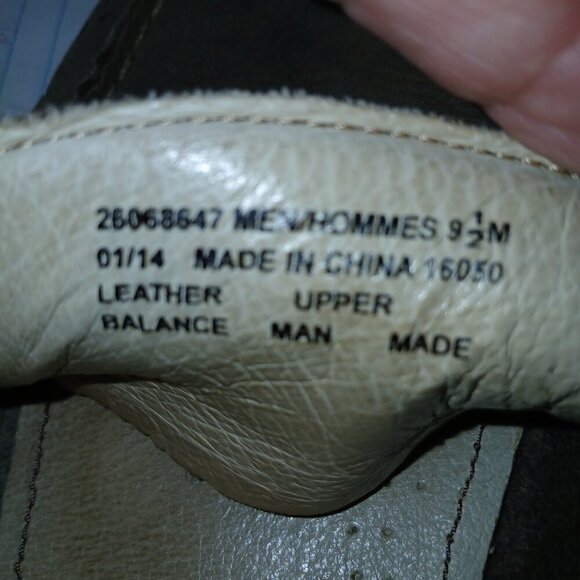 26068647 MEN/HOMMES 9½M
01/14 MADE IN CHINA 16050
LEATHER UPPER
BALANCE MAN MADE